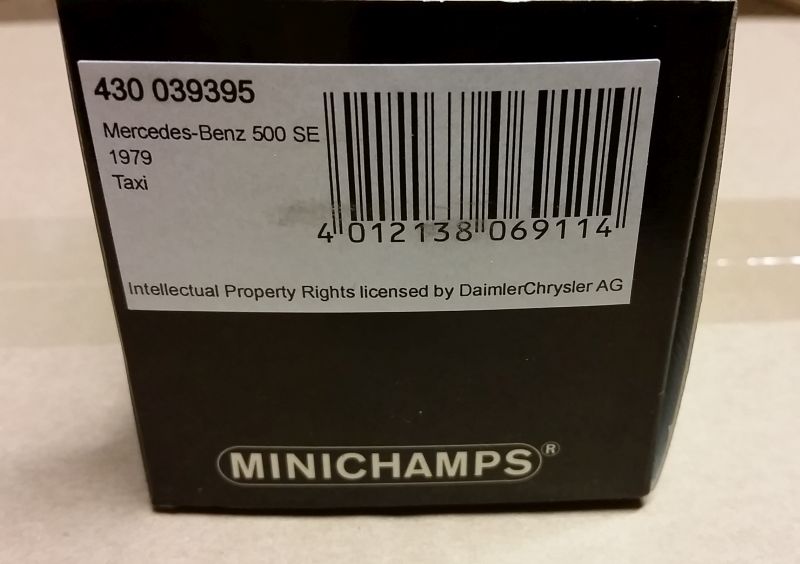 430 039395
Mercedes-Benz 500 SE
1979
Taxi
4 012138 069114
Intellectual Property Rights licensed by DaimlerChrysler AG
MINICHAMPS®